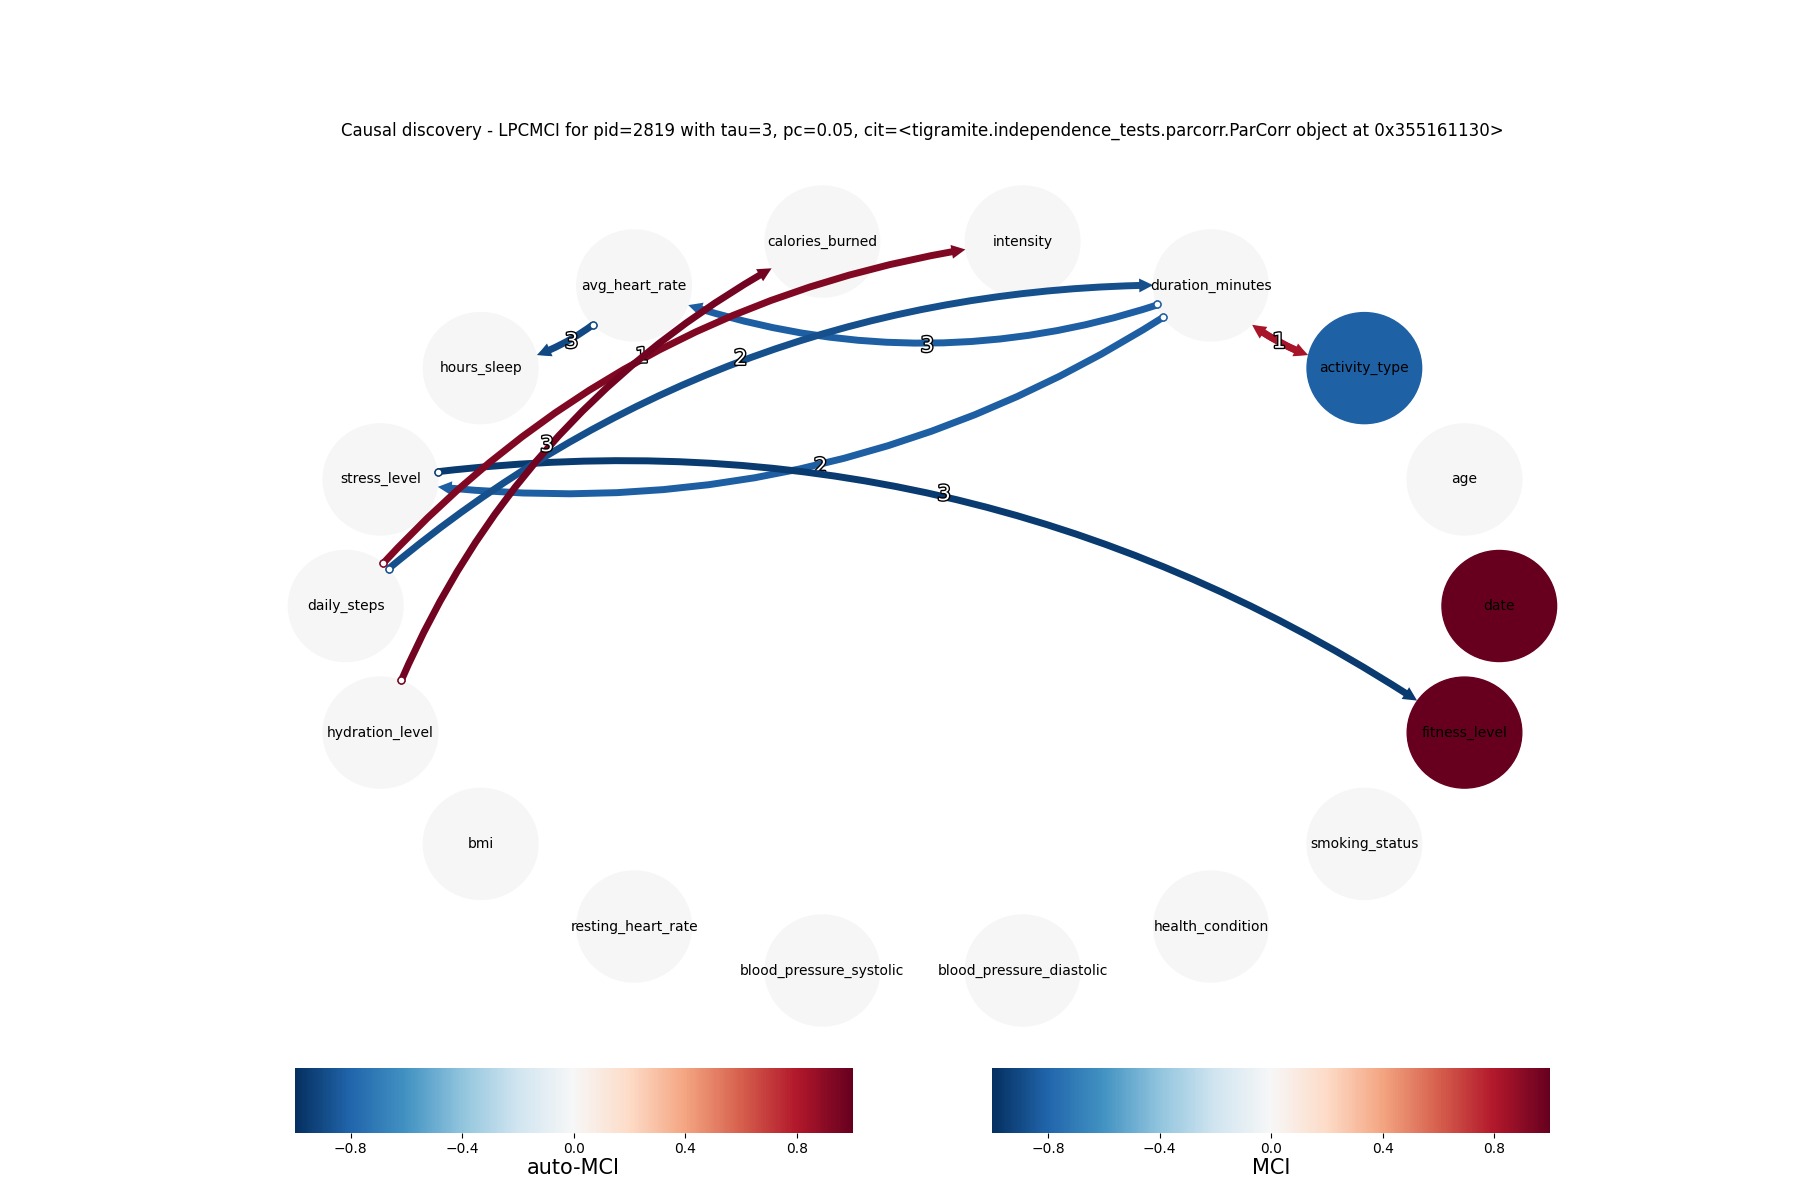 Causal discovery - LPCMCI for pid=2819 with tau=3, pc=0.05, cit=<tigramite.independence_tests.parcorr.ParCorr object at 0x355161130>
calories_burned
intensity
avg_heart_rate
duration_minutes
3
3
1
1
2
hours_sleep
activity_type
3
2
stress_level
3
age
daily_steps
date
hydration_level
fitness_level
bmi
smoking_status
resting_heart_rate
health_condition
blood_pressure_systolic
blood_pressure_diastolic
−0.8 −0.4 0.0 0.4 0.8
auto-MCI
−0.8 −0.4 0.0 0.4 0.8
MCI